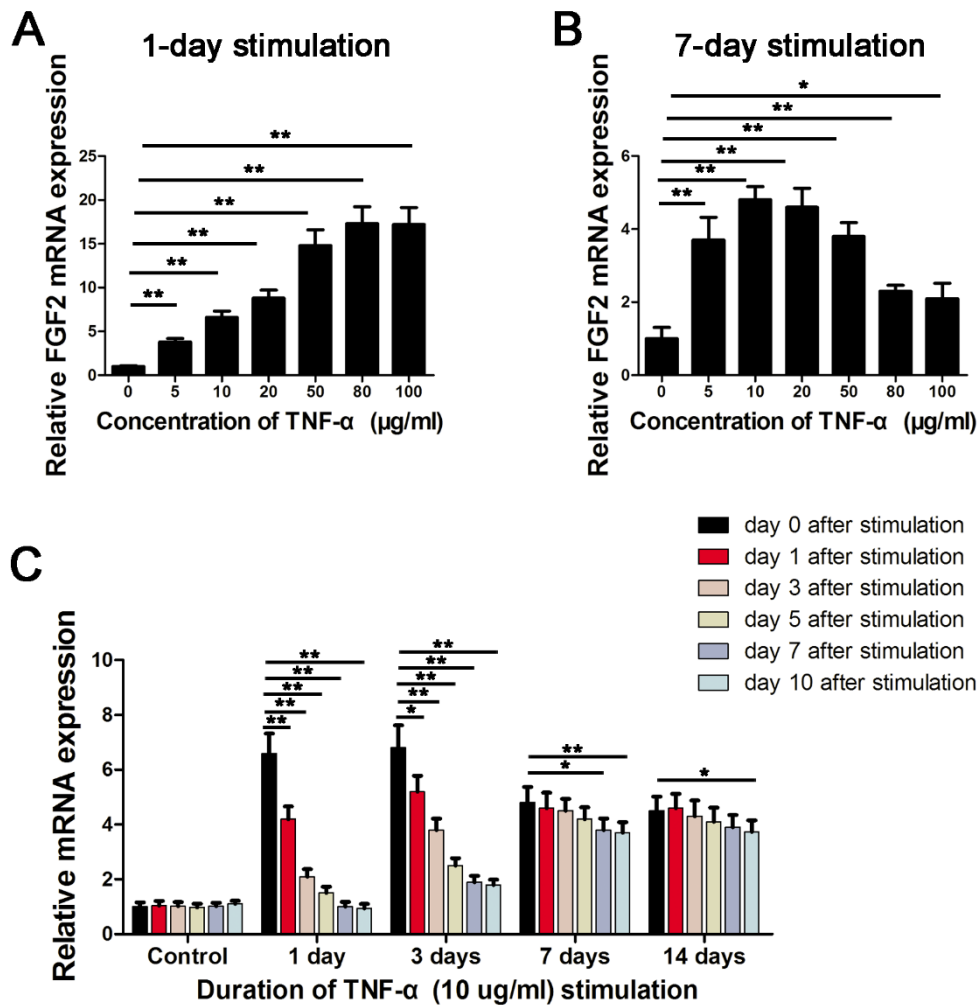 A
1-day stimulation
Relative FGF2 mRNA expression
25
20
15
10
5
0
**
**
**
**
**
**
0 5 10 20 50 80 100
Concentration of TNF-α (µg/ml)
B
7-day stimulation
Relative FGF2 mRNA expression
6
4
2
0
*
**
**
**
**
**
0 5 10 20 50 80 100
Concentration of TNF-α (µg/ml)
day 0 after stimulation
day 1 after stimulation
day 3 after stimulation
day 5 after stimulation
day 7 after stimulation
day 10 after stimulation
C
Relative mRNA expression
10
8
6
4
2
0
**
**
**
**
**
**
**
**
**
*
**
*
*
Control 1 day 3 days 7 days 14 days
Duration of TNF-α (10 ug/ml) stimulation